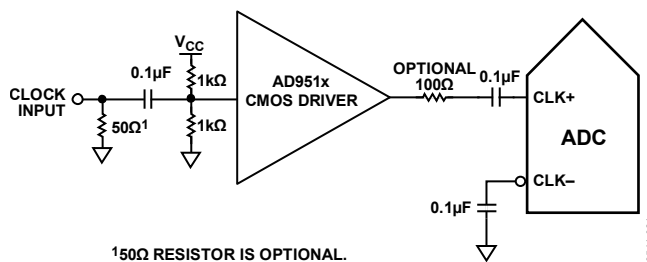 VCC
0.1µF
1kΩ
CLOCK
INPUT
50Ω1
1kΩ
AD951x
CMOS DRIVER
OPTIONAL
100Ω
0.1µF
CLK+
ADC
CLK–
0.1µF
150Ω RESISTOR IS OPTIONAL.